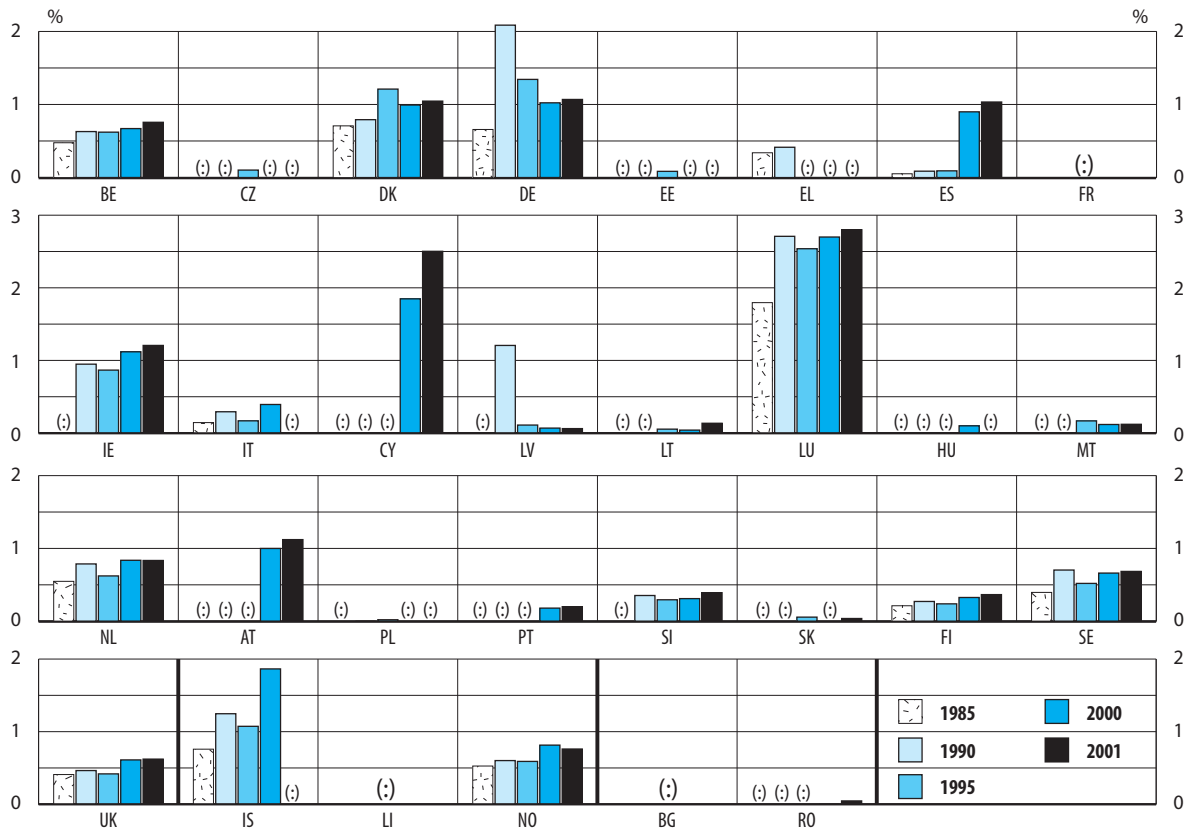 % %
2 2
1 1
(:) (:) (:) (:) (:) (:) (:) (:) (:) (:) (:) (:)
0 0
BE CZ DK DE EE EL ES FR
3 3
2 2
1 1
(:) (:) (:) (:) (:) (:) (:) (:) (:) (:) (:) (:) (:) (:)
0 0
IE IT CY LV LT LU HU MT
2 2
1 1
(:) (:) (:) (:) (:) (:) (:) (:) (:) (:) (:) (:) (:)
0 0
NL AT PL PT SI SK FI SE
2 2
1985 2000
1 1990 2001 1
1995
(:) (:) (:) (:) (:) (:)
0 0
UK IS LI NO BG RO